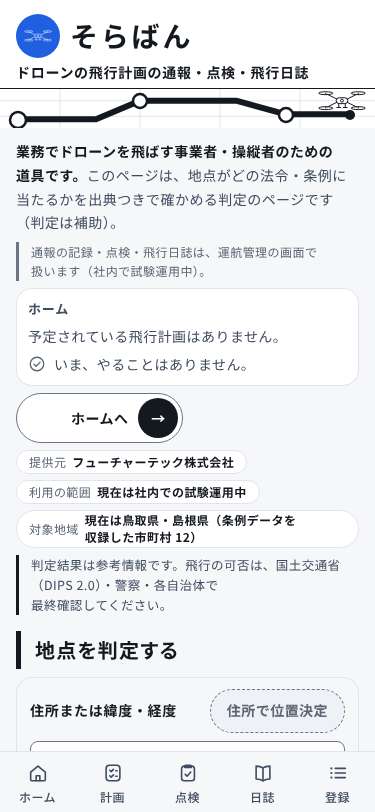 そらばん
ドローンの飛行計画の通報・点検・飛行日誌
業務でドローンを飛ばす事業者・操縦者のための
道具です。このページは、地点がどの法令・条例に
当たるかを出典つきで確かめる判定のページです
（判定は補助）。
通報の記録・点検・飛行日誌は、運航管理の画面で
扱います（社内で試験運用中）。
ホーム
予定されている飛行計画はありません。
いま、やることはありません。
ホームへ →
提供元 フューチャーテック株式会社
利用の範囲 現在は社内での試験運用中
対象地域 現在は鳥取県・島根県（条例データを
収録した市町村 12）
判定結果は参考情報です。飛行の可否は、国土交通省
（DIPS 2.0）・警察・各自治体で
最終確認してください。
地点を判定する
住所または緯度・経度 住所で位置決定
ホーム 計画 点検 日誌 登録